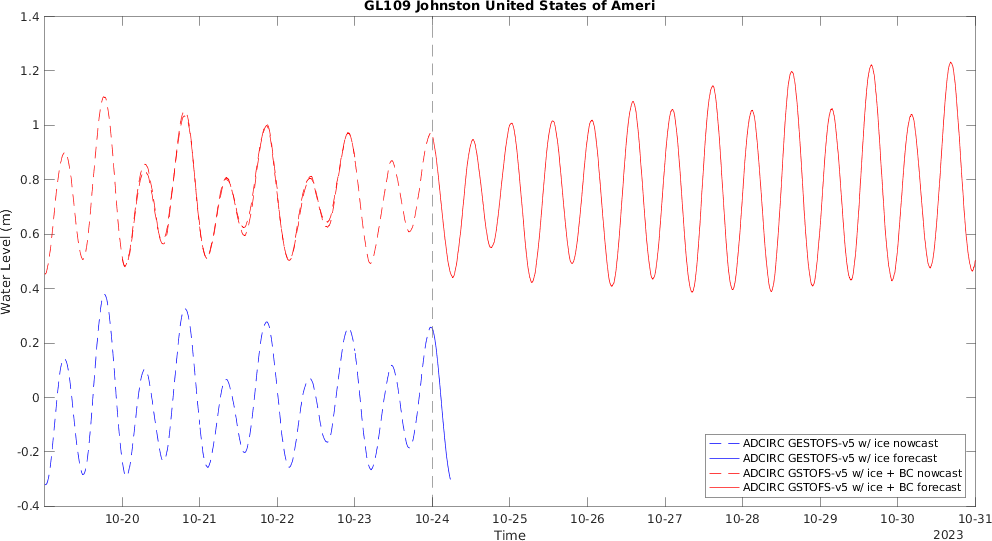 GL109 Johnston United States of Ameri
1.4
1.2
1
0.8
0.6
0.4
0.2
0
-0.2
-0.4
Water Level (m)
10-20 10-21 10-22 10-23 10-24 10-25 10-26 10-27 10-28 10-29 10-30 10-31
Time
2023
ADCIRC GESTOFS-v5 w/ ice nowcast
ADCIRC GESTOFS-v5 w/ ice forecast
ADCIRC GSTOFS-v5 w/ ice + BC nowcast
ADCIRC GSTOFS-v5 w/ ice + BC forecast